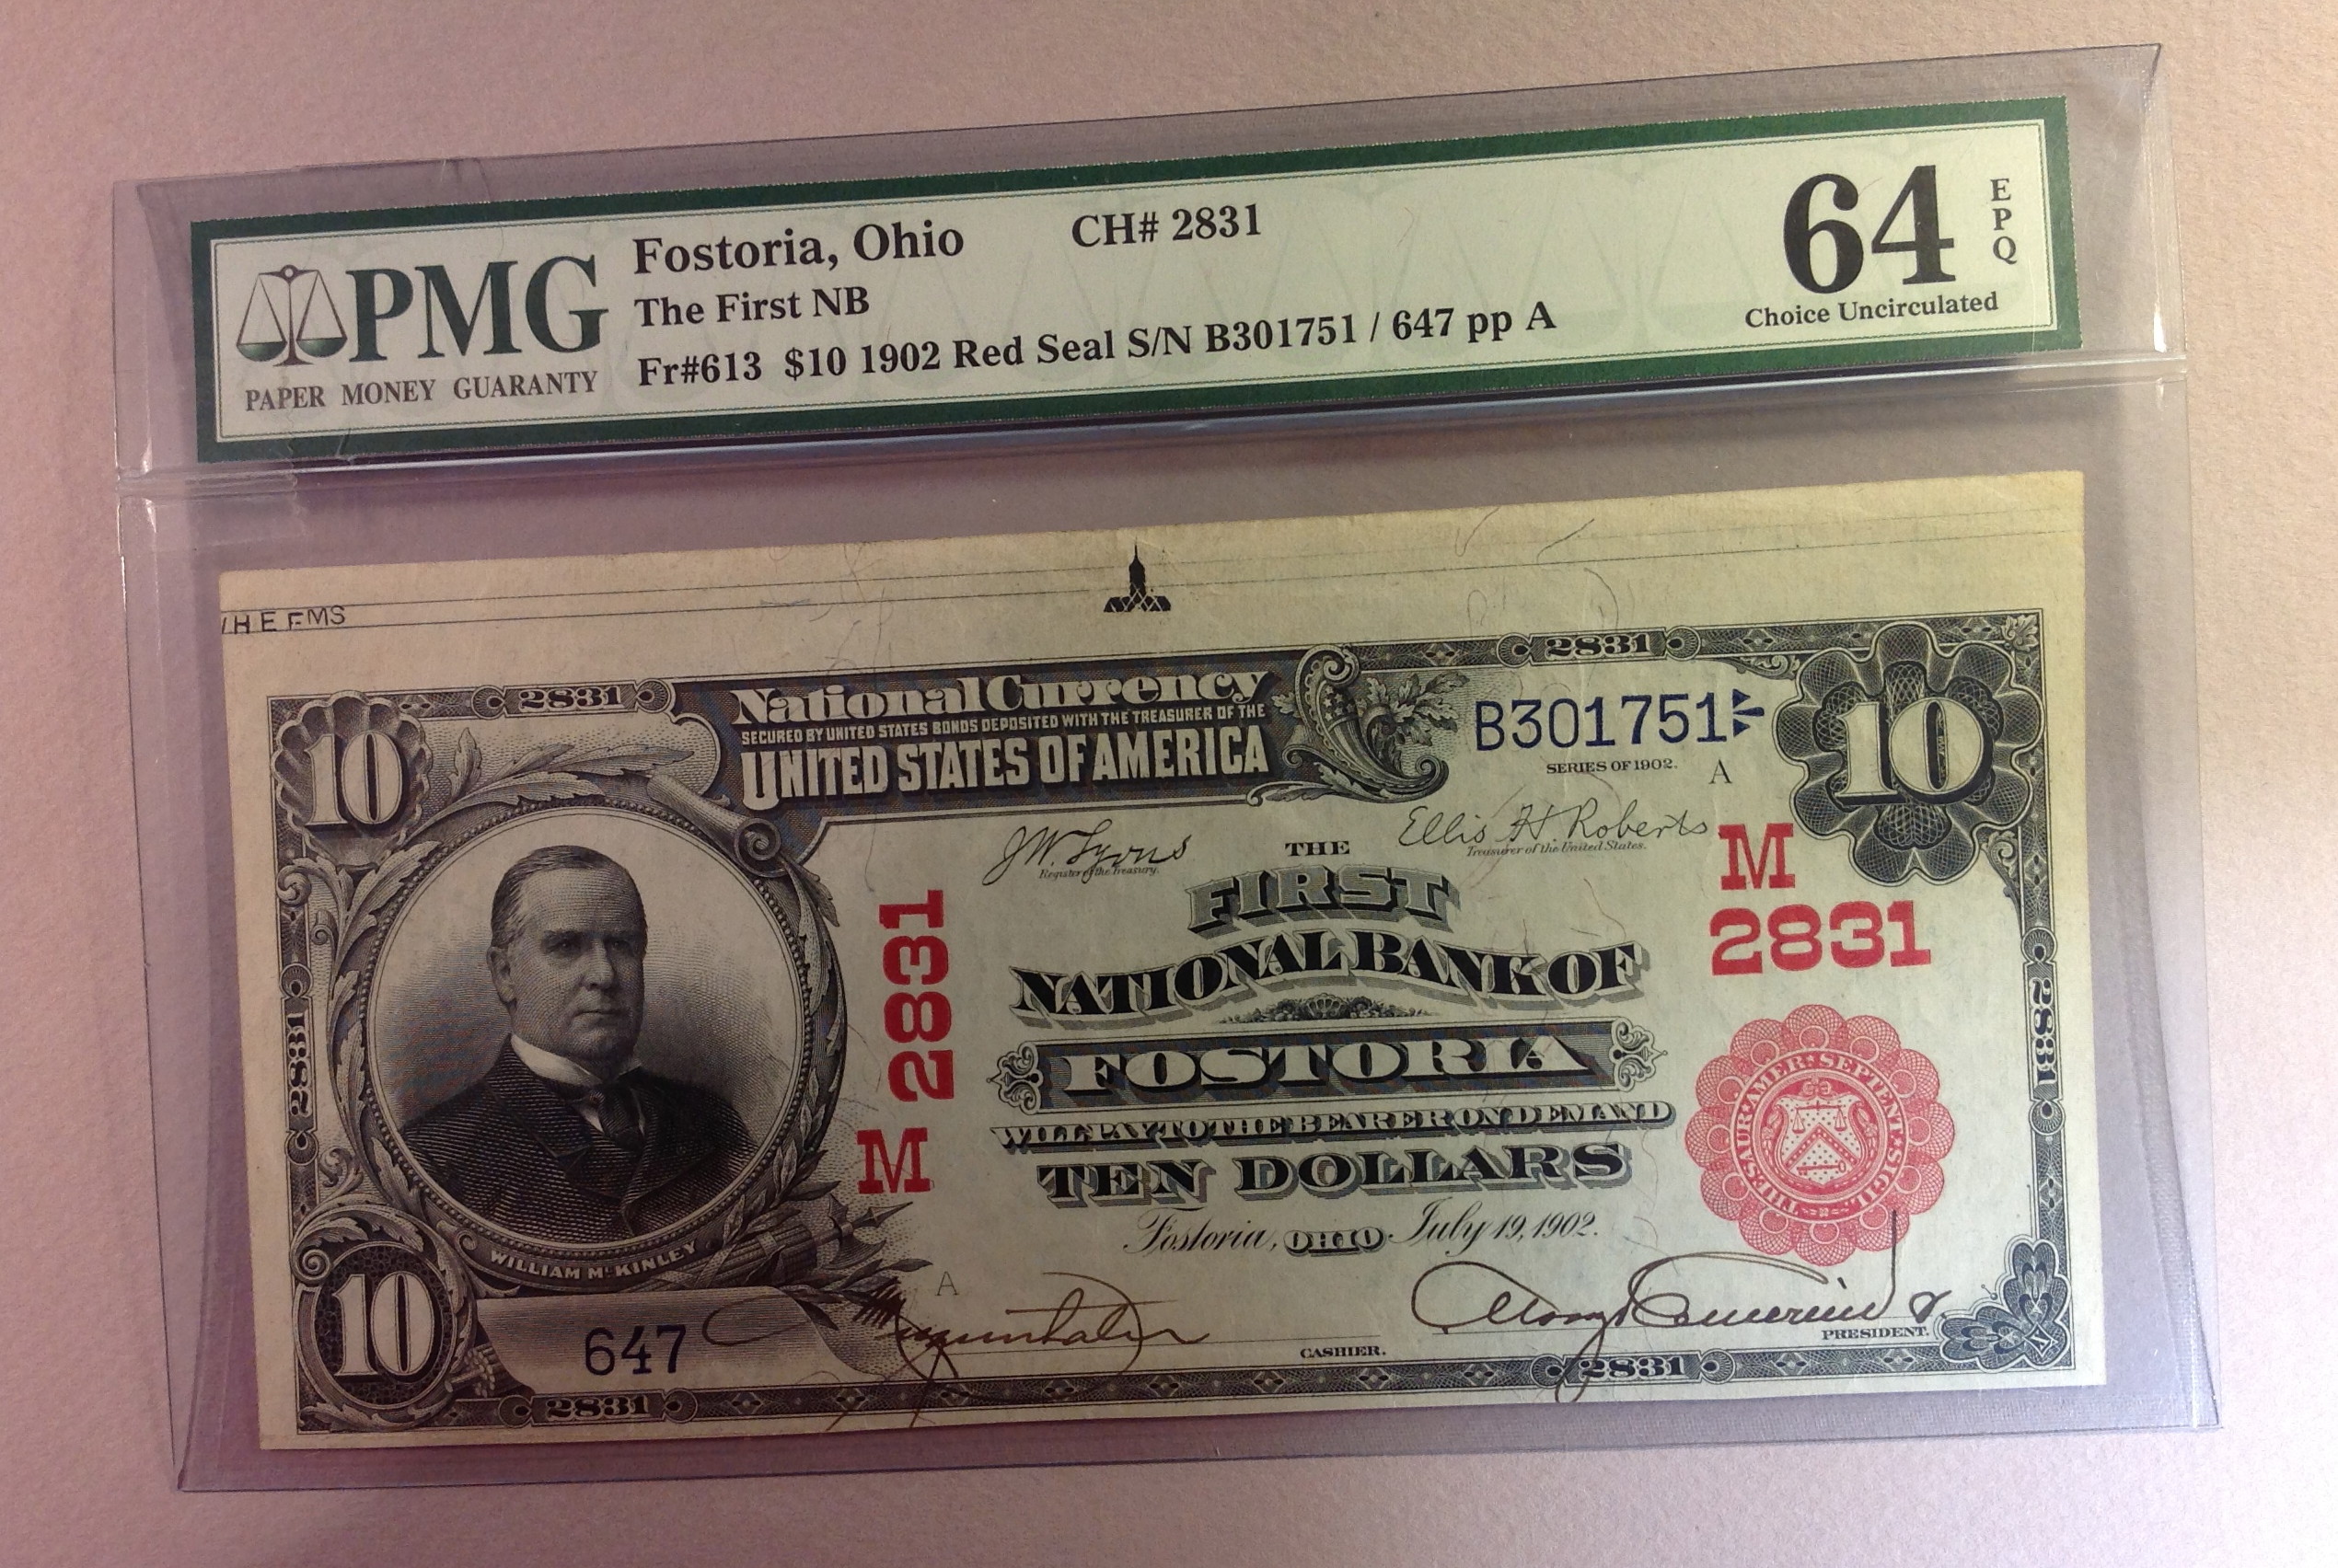 PMG
PAPER MONEY GUARANTY
Fostoria, Ohio CH# 2831
The First NB
Fr#613 $10 1902 Red Seal S/N B301751 / 647 pp A
64 EPQ
Choice Uncirculated
2831 2831
10 National Currency B301751 10
SECURED BY UNITED STATES BONDS DEPOSITED WITH THE TREASURER OF THE
UNITED STATES OF AMERICA
SERIES OF 1902. A
J.W. Lyons THE Ellis H. Roberts
Register of the Treasury. Treasurer of the United States.
M
2831
FIRST
NATIONAL BANK OF
FOSTORIA
WILL PAY TO THE BEARER ON DEMAND
TEN DOLLARS
Fostoria, OHIO July 19, 1902.
M 2831
2831
2831
THESAUR. AMER. SEPTENT. SIGIL.
WILLIAM McKINLEY
A
10 647
CASHIER.
PRESIDENT.
2831 2831